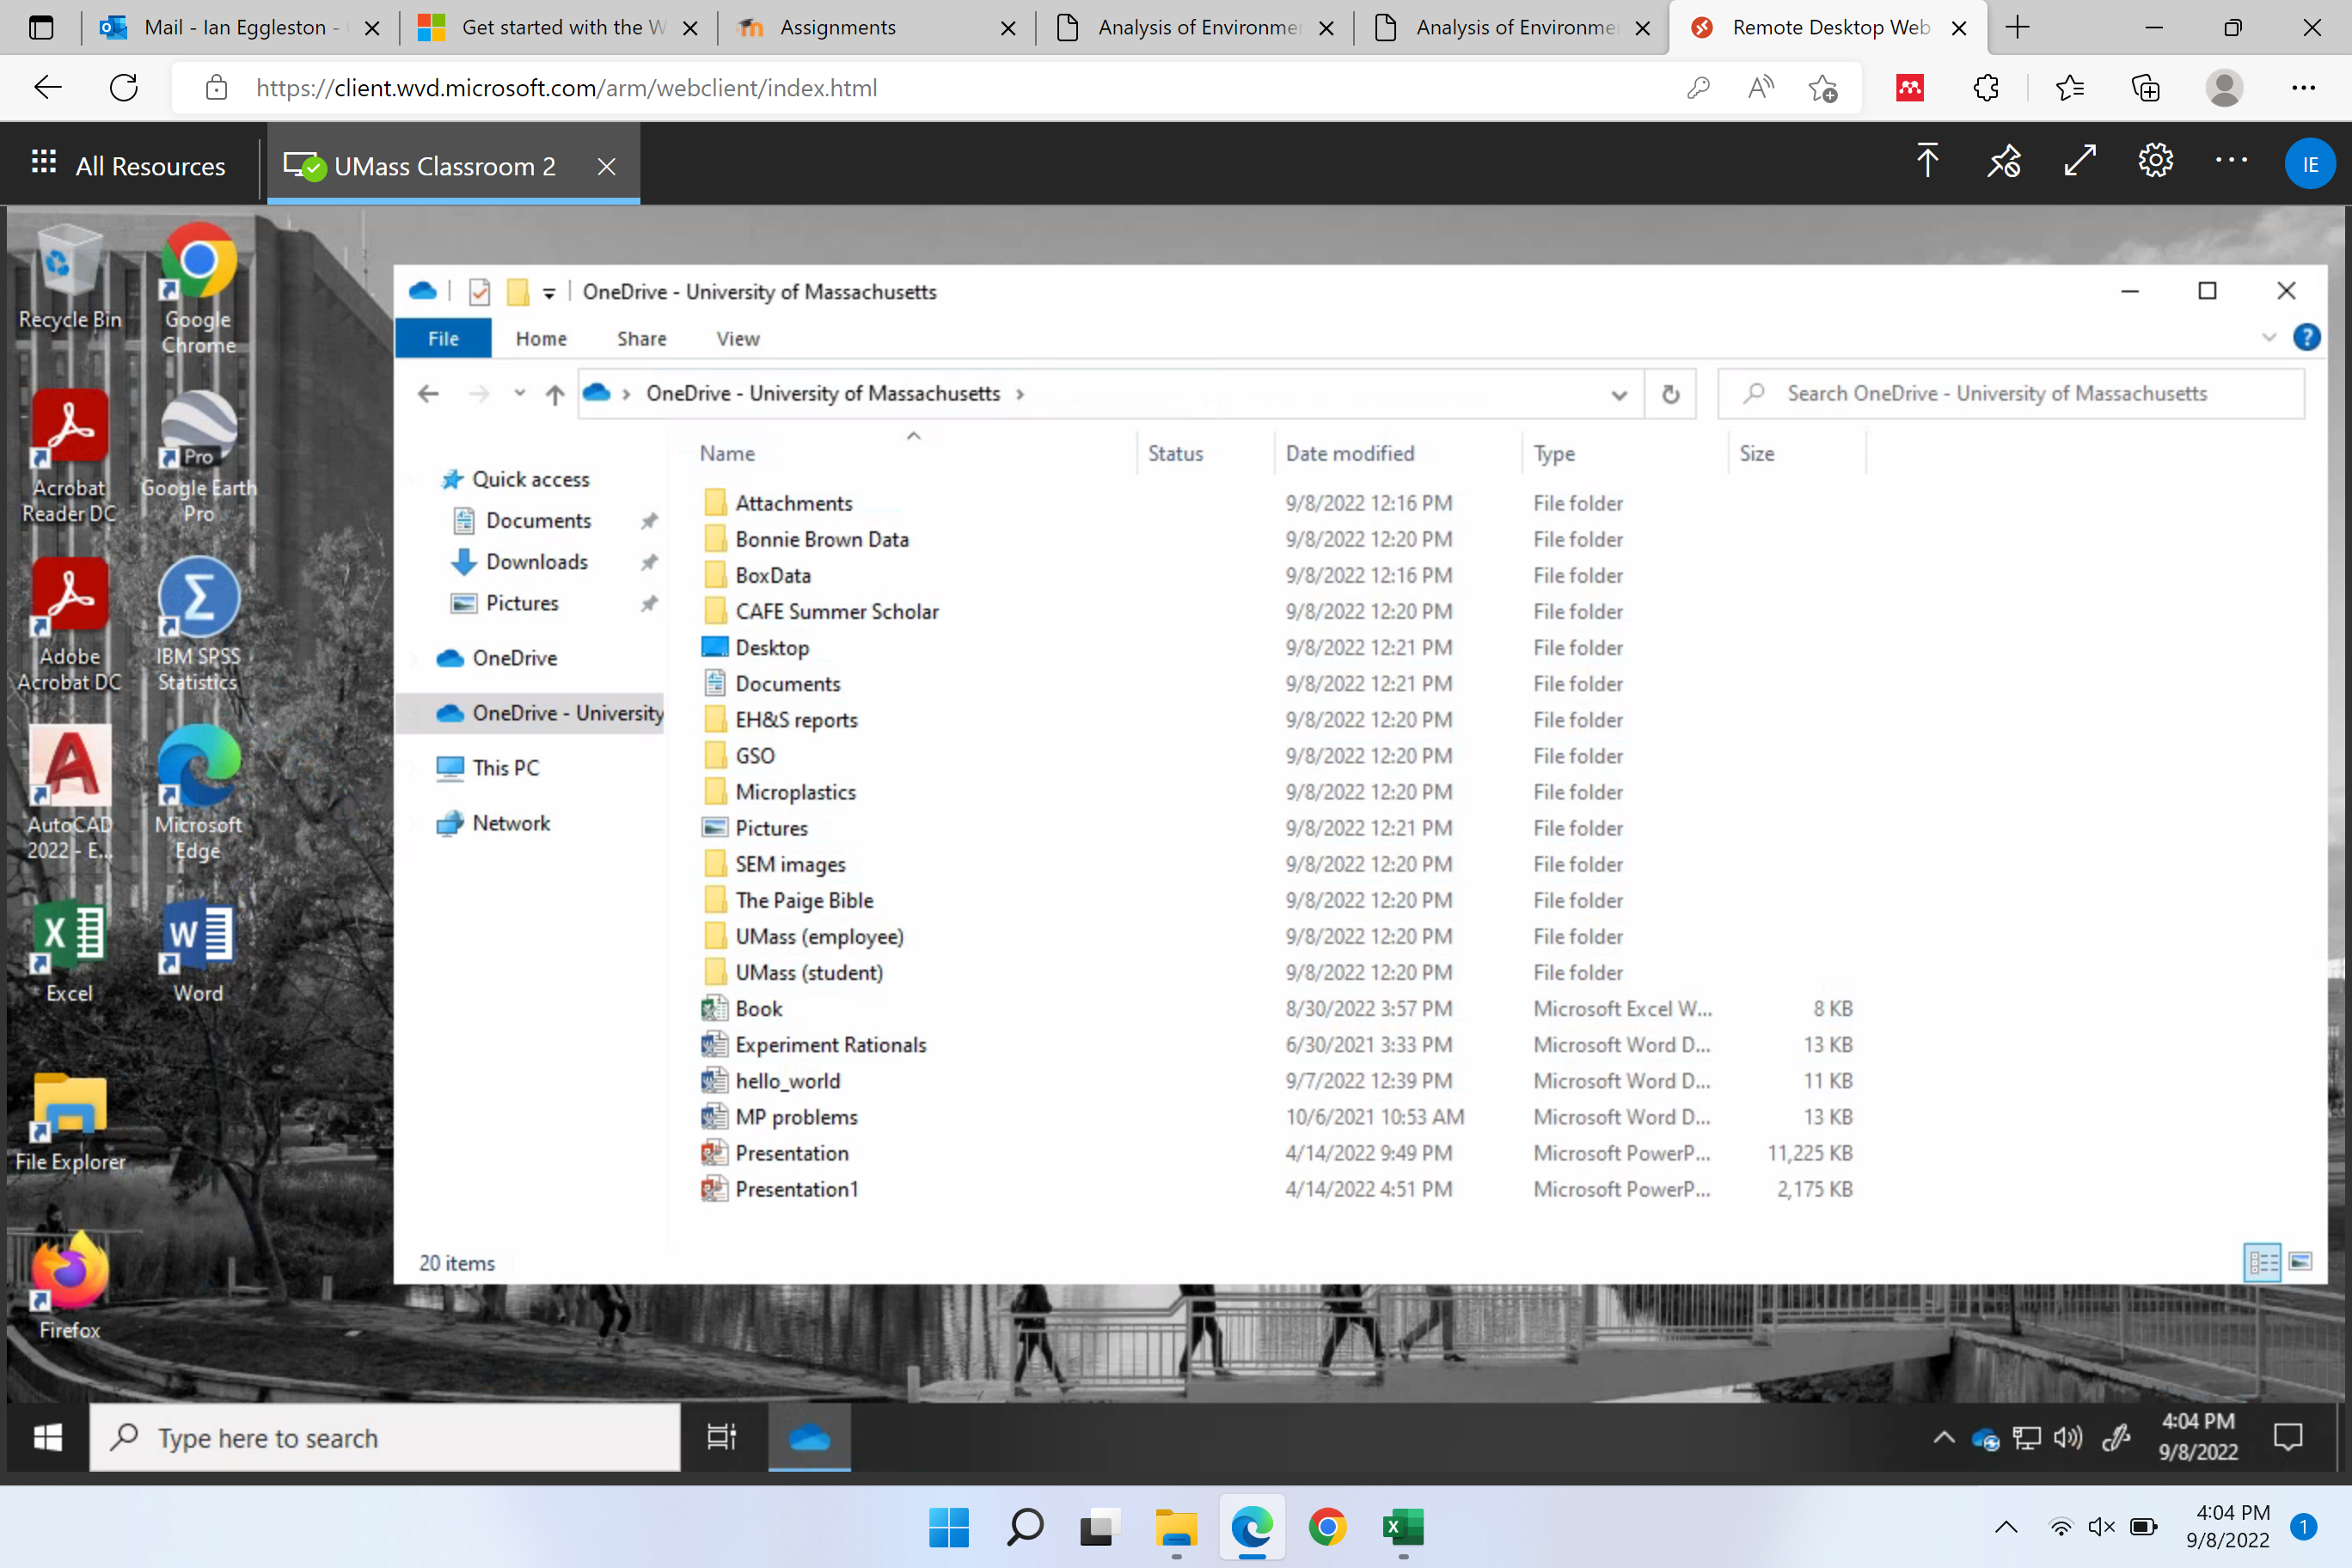 Mail - Ian Eggleston -
Get started with the W
Assignments
Analysis of Environme
Analysis of Environme
Remote Desktop Web
https://client.wvd.microsoft.com/arm/webclient/index.html
All Resources
UMass Classroom 2
IE
Recycle Bin
Google Chrome
Acrobat Reader DC
Pro
Google Earth Pro
Adobe Acrobat DC
IBM SPSS Statistics
AutoCAD 2022 - E...
Microsoft Edge
Excel
Word
File Explorer
Firefox
OneDrive - University of Massachusetts
File Home Share View
OneDrive - University of Massachusetts
Search OneDrive - University of Massachusetts
Quick access
Documents
Downloads
Pictures
OneDrive
OneDrive - University
This PC
Network
Name Status Date modified Type Size
Attachments 9/8/2022 12:16 PM File folder
Bonnie Brown Data 9/8/2022 12:20 PM File folder
BoxData 9/8/2022 12:16 PM File folder
CAFE Summer Scholar 9/8/2022 12:20 PM File folder
Desktop 9/8/2022 12:21 PM File folder
Documents 9/8/2022 12:21 PM File folder
EH&S reports 9/8/2022 12:20 PM File folder
GSO 9/8/2022 12:20 PM File folder
Microplastics 9/8/2022 12:20 PM File folder
Pictures 9/8/2022 12:21 PM File folder
SEM images 9/8/2022 12:20 PM File folder
The Paige Bible 9/8/2022 12:20 PM File folder
UMass (employee) 9/8/2022 12:20 PM File folder
UMass (student) 9/8/2022 12:20 PM File folder
Book 8/30/2022 3:57 PM Microsoft Excel W... 8 KB
Experiment Rationals 6/30/2021 3:33 PM Microsoft Word D... 13 KB
hello_world 9/7/2022 12:39 PM Microsoft Word D... 11 KB
MP problems 10/6/2021 10:53 AM Microsoft Word D... 13 KB
Presentation 4/14/2022 9:49 PM Microsoft PowerP... 11,225 KB
Presentation1 4/14/2022 4:51 PM Microsoft PowerP... 2,175 KB
20 items
Type here to search
4:04 PM
9/8/2022
4:04 PM
9/8/2022
1